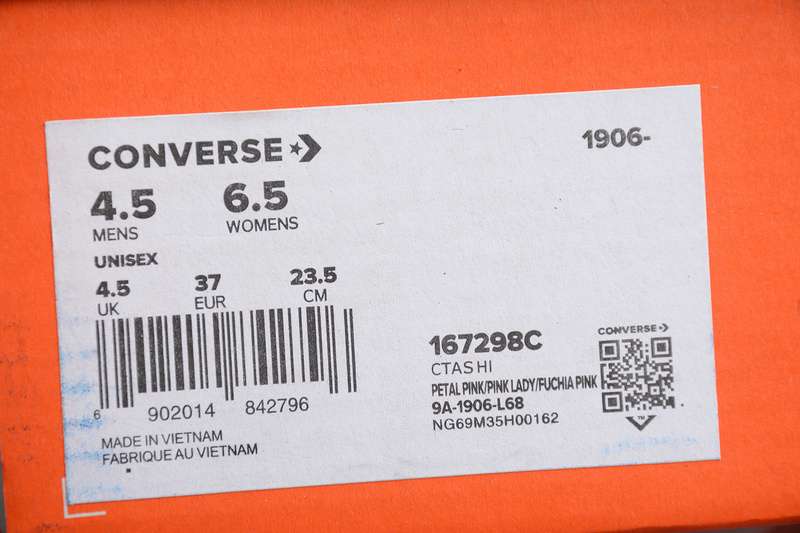 CONVERSE
1906-
4.5 6.5
MENS WOMENS
UNISEX
4.5 37 23.5
UK EUR CM
6 902014 842796
MADE IN VIETNAM
FABRIQUE AU VIETNAM
CONVERSE
167298C
CTAS HI
PETAL PINK/PINK LADY/FUCHIA PINK
9A-1906-L68
NG69M35H00162
TM